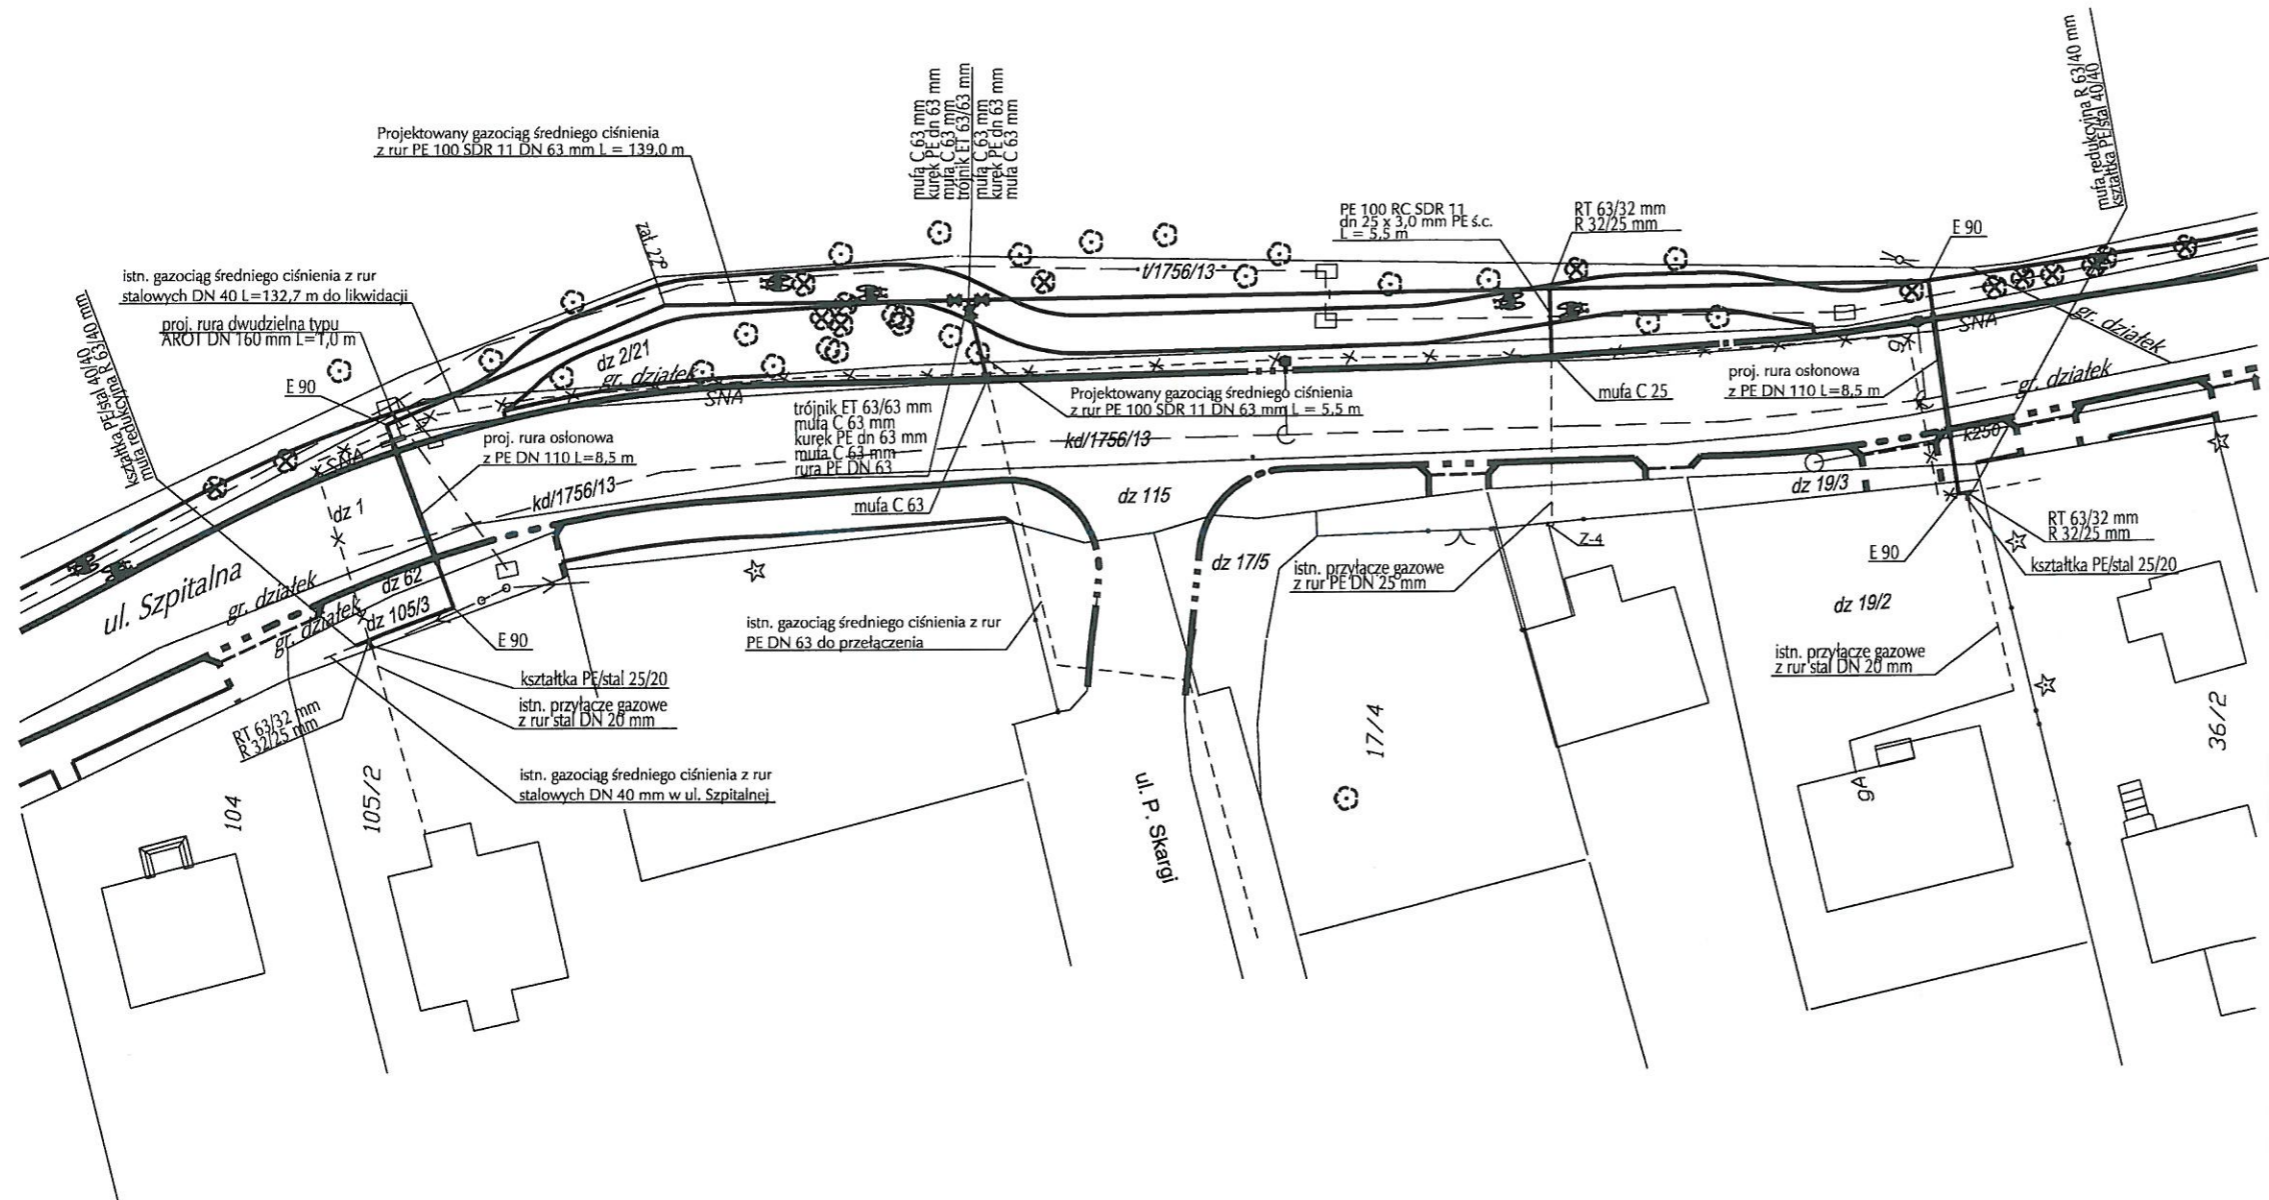 mufa redukcyjna R 63/40 mm
kształtka PE/stal 40/40
mufa C 63 mm
kurek PE dn 63 mm
mufa C 63 mm
trójnik ET 63/63 mm
mufa C 63 mm
kurek PE dn 63 mm
mufa C 63 mm
Projektowany gazociąg średniego ciśnienia
z rur PE 100 SDR 11 DN 63 mm L = 139,0 m
PE 100 RC SDR 11
dn 25 x 3,0 mm PE ś.c.
L = 5,5 m
RT 63/32 mm
R 32/25 mm
E 90
zał. 22°
t/1756/13
istn. gazociąg średniego ciśnienia z rur
stalowych DN 40 L=132,7 m do likwidacji
kształtka PE/stal 40/40
mufa redukcyjna R 63/40 mm
proj. rura dwudzielna typu
AROT DN 160 mm L=1,0 m
E 90
dz 2/21
gr. działek
SNA
SNA
gr. działek
gr. działek
g
Projektowany gazociąg średniego ciśnienia
z rur PE 100 SDR 11 DN 63 mm L = 5,5 m
mufa C 25
proj. rura osłonowa
z PE DN 110 L=8,5 m
trójnik ET 63/63 mm
mufa C 63 mm
kurek PE dn 63 mm
mufa C 63 mm
rura PE DN 63
kd/1756/13
k250
proj. rura osłonowa
z PE DN 110 L=8,5 m
SNA
dz 1
kd/1756/13
mufa C 63
dz 115
dz 19/3
RT 63/32 mm
R 32/25 mm
Z-4
E 90
kształtka PE/stal 25/20
ul. Szpitalna
gr. działek
dz 62
gr. działek
dz 105/3
E 90
dz 17/5
istn. przyłącze gazowe
z rur PE DN 25 mm
dz 19/2
istn. gazociąg średniego ciśnienia z rur
PE DN 63 do przełączenia
istn. przyłącze gazowe
z rur stal DN 20 mm
kształtka PE/stal 25/20
istn. przyłącze gazowe
z rur stal DN 20 mm
RT 63/32 mm
R 32/25 mm
istn. gazociąg średniego ciśnienia z rur
stalowych DN 40 mm w ul. Szpitalnej
104
105/2
ul. P. Skargi
17/4
9A
36/2